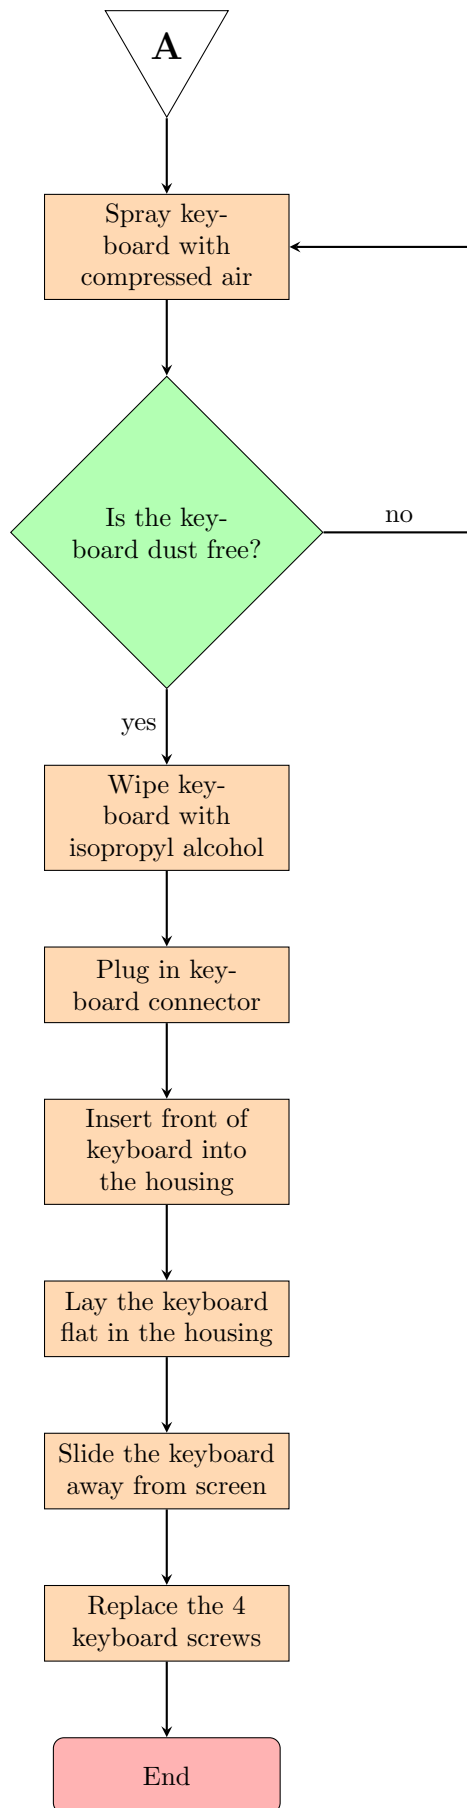 A
Spray key-
board with
compressed air
Is the key-
board dust free?
no
yes
Wipe key-
board with
isopropyl alcohol
Plug in key-
board connector
Insert front of
keyboard into
the housing
Lay the keyboard
flat in the housing
Slide the keyboard
away from screen
Replace the 4
keyboard screws
End